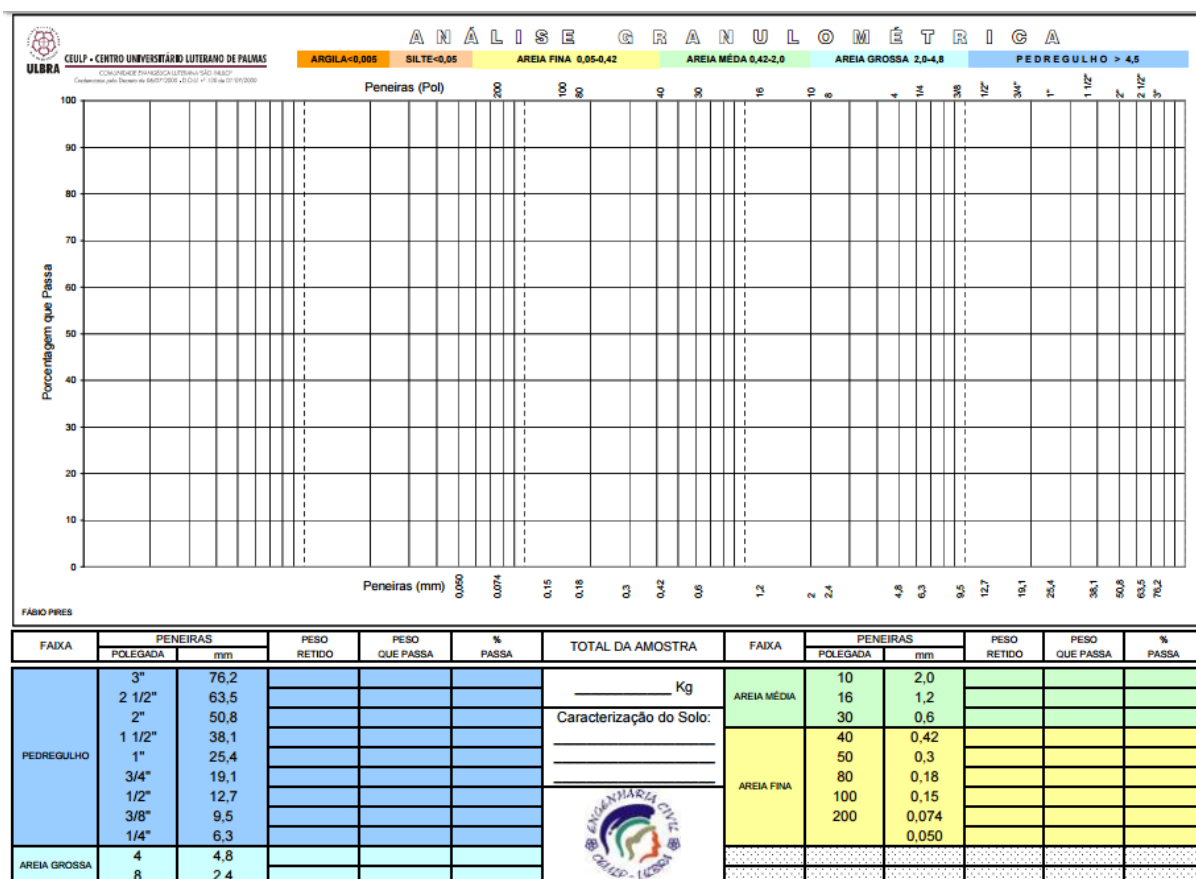 ANÁLISE GRANULOMÉTRICA
ULBRA
CEULP - CENTRO UNIVERSITÁRIO LUTERANO DE PALMAS
COMUNIDADE EVANGÉLICA LUTERANA "SÃO PAULO"
ARGILA<0,005 SILTE<0,05 AREIA FINA 0,05-0,42 AREIA MÉDA 0,42-2,0 AREIA GROSSA 2,0-4,8 PEDREGULHO > 4,5
Peneiras (Pol) 200 100 80 40 30 16 10 8 4 1/4 3/8 1/2" 3/4" 1" 1 1/2" 2" 2 1/2" 3"
Porcentagem que Passa
100
90
80
70
60
50
40
30
20
10
0
Peneiras (mm) 0,050 0,074 0,15 0,18 0,3 0,42 0,6 1,2 2 2,4 4,8 6,3 9,5 12,7 19,1 25,4 38,1 50,8 63,5 76,2
FÁBIO PIRES
FAIXA PENEIRAS PESO RETIDO PESO QUE PASSA % PASSA TOTAL DA AMOSTRA FAIXA PENEIRAS PESO RETIDO PESO QUE PASSA % PASSA
POLEGADA mm POLEGADA mm
3" 76,2 Kg 10 2,0
2 1/2" 63,5 AREIA MÉDIA 16 1,2
2" 50,8 Caracterização do Solo: 30 0,6
1 1/2" 38,1 40 0,42
PEDREGULHO 1" 25,4 50 0,3
3/4" 19,1 80 0,18
AREIA FINA
1/2" 12,7 100 0,15
3/8" 9,5 200 0,074
1/4" 6,3 0,050
AREIA GROSSA 4 4,8
8 2,4
ENGENHARIA CIVIL
CEULP - ULBRA